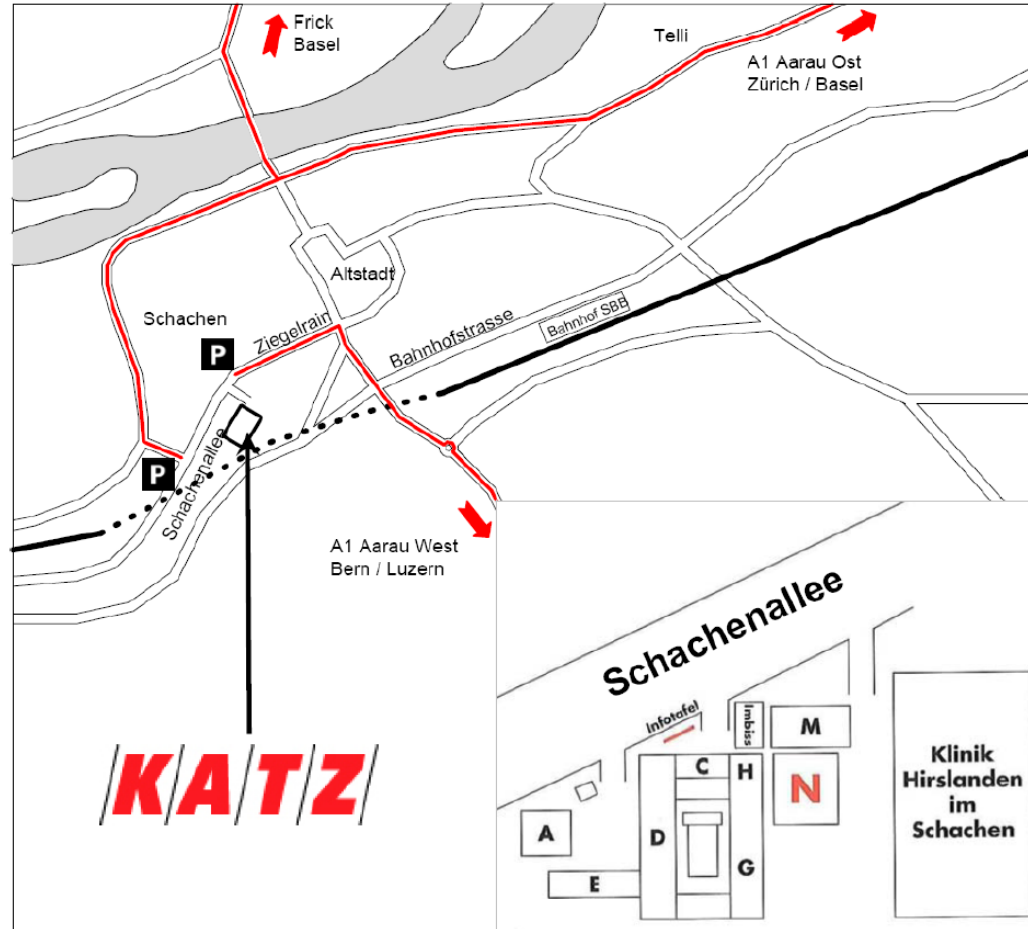 Frick
Basel
Telli
A1 Aarau Ost
Zürich / Basel
Altstadt
Schachen
Ziegelrain
P
Bahnhofstrasse
Bahnhof SBB
Schachenallee
P
A1 Aarau West
Bern / Luzern
KATZ
Schachenallee
Infotafel
Imbiss
M
C
H
N
Klinik
Hirslanden
im
Schachen
A
D
G
E